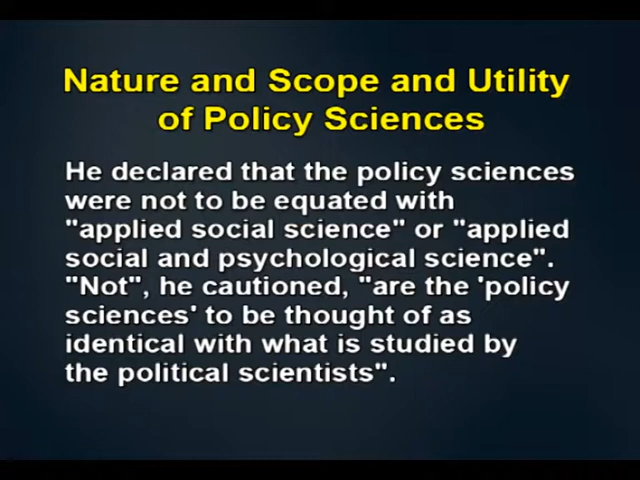 Nature and Scope and Utility
of Policy Sciences
He declared that the policy sciences
were not to be equated with
"applied social science" or "applied
social and psychological science".
"Not", he cautioned, "are the 'policy
sciences' to be thought of as
identical with what is studied by
the political scientists".